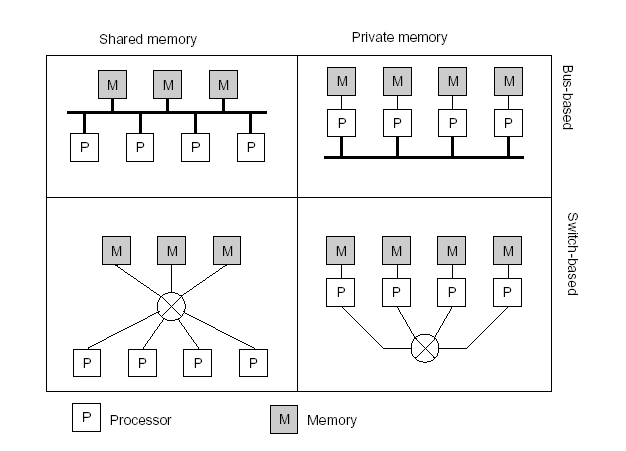 Shared memory
Private memory
Bus-based
M M M
P P P P
M M M M
P P P P
Switch-based
M M M
P P P P
M M M M
P P P P
P Processor
M Memory